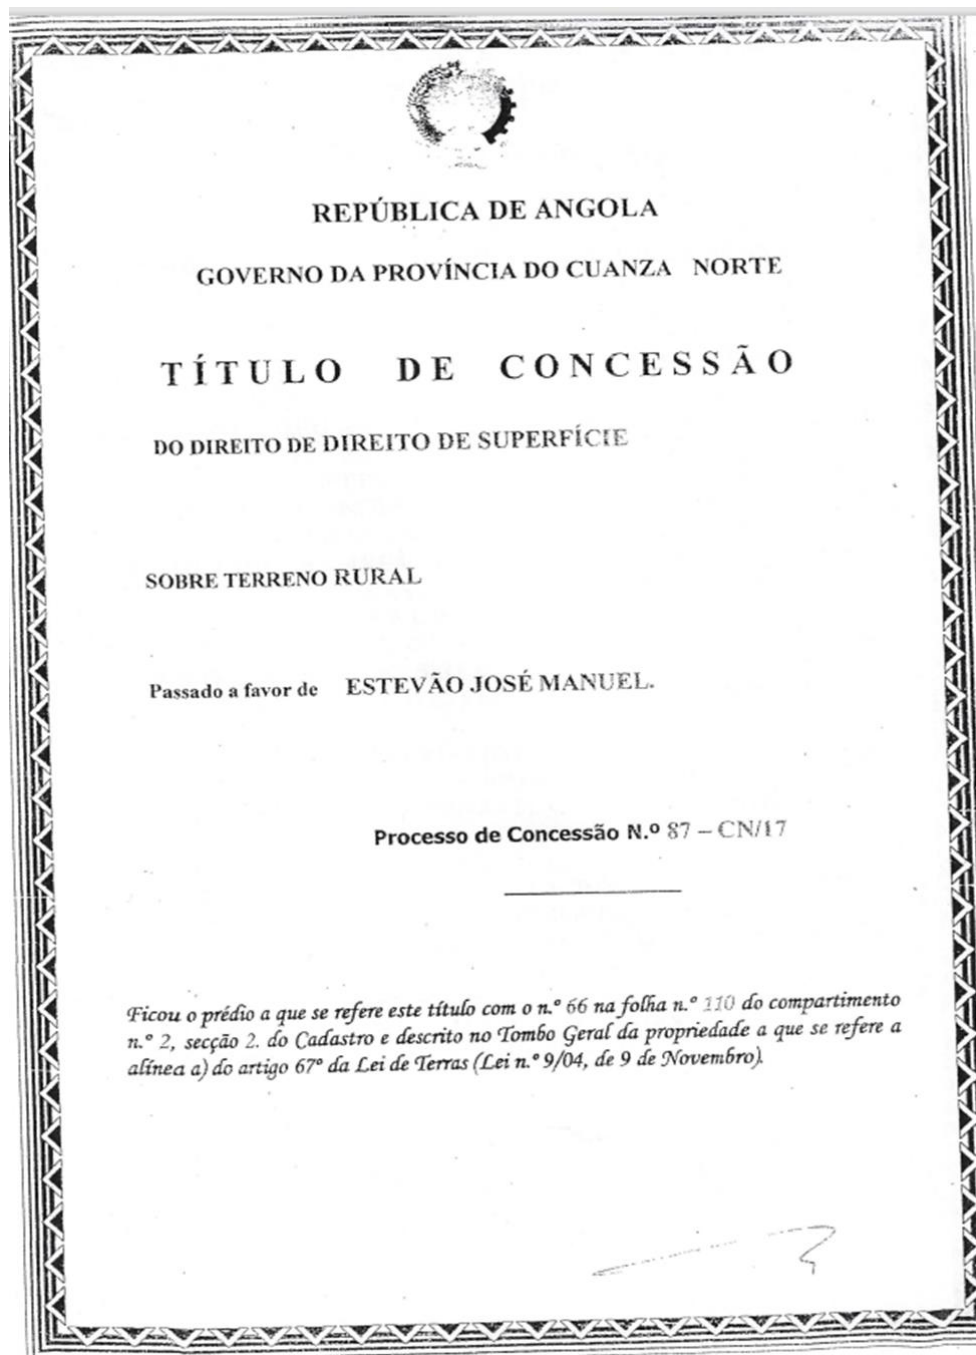 REPÚBLICA DE ANGOLA
GOVERNO DA PROVÍNCIA DO CUANZA NORTE
TÍTULO DE CONCESSÃO
DO DIREITO DE DIREITO DE SUPERFÍCIE
SOBRE TERRENO RURAL
Passado a favor de ESTEVÃO JOSÉ MANUEL.
Processo de Concessão N.º 87 – CN/17
Ficou o prédio a que se refere este título com o n.º 66 na folha n.º 110 do compartimento
n.º 2, secção 2. do Cadastro e descrito no Tombo Geral da propriedade a que se refere a
alínea a) do artigo 67º da Lei de Terras (Lei n.º 9/04, de 9 de Novembro).